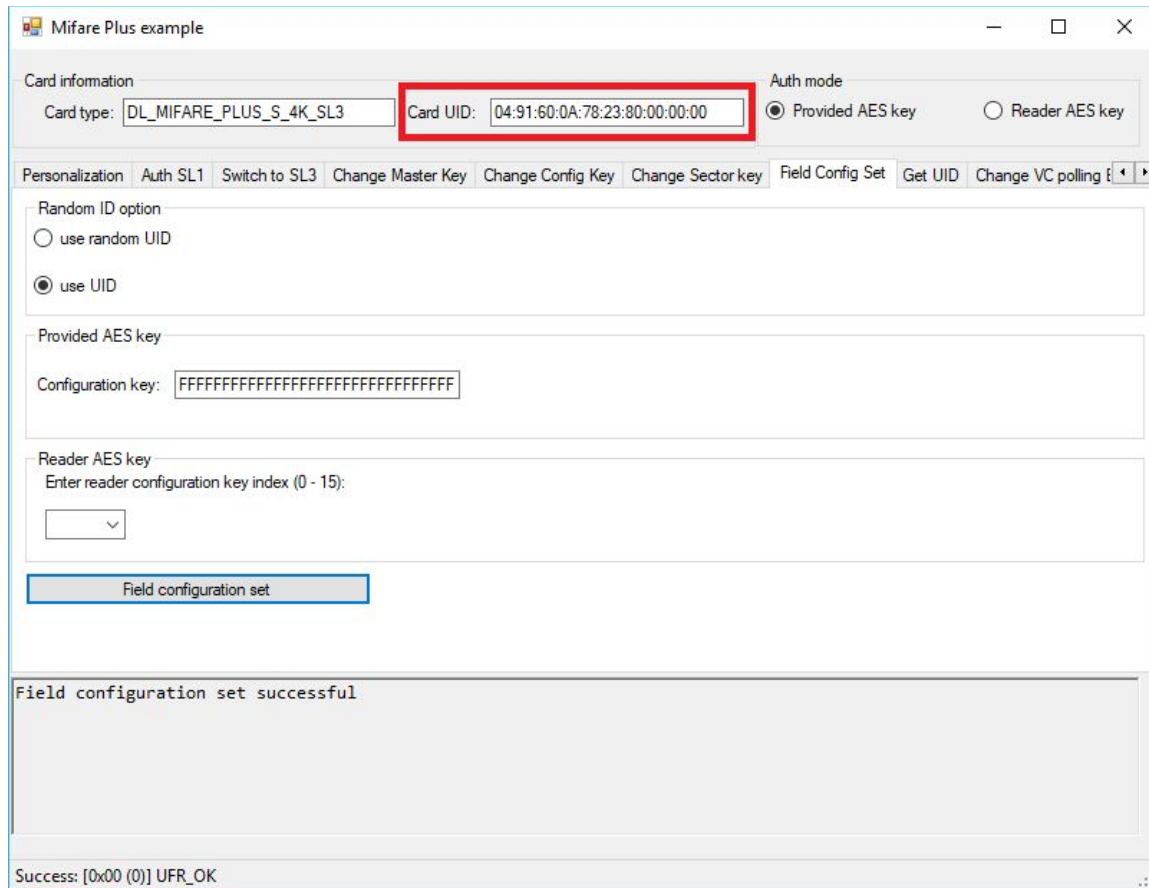 Mifare Plus example
Card information
Card type: DL_MIFARE_PLUS_S_4K_SL3 Card UID: 04:91:60:0A:78:23:80:00:00:00
Auth mode
Provided AES key Reader AES key
Personalization Auth SL1 Switch to SL3 Change Master Key Change Config Key Change Sector key Field Config Set Get UID Change VC polling E
Random ID option
use random UID
use UID
Provided AES key
Configuration key: FFFFFFFFFFFFFFFFFFFFFFFFFFFFFFFF
Reader AES key
Enter reader configuration key index (0 - 15):
Field configuration set
Field configuration set successful
Success: [0x00 (0)] UFR_OK